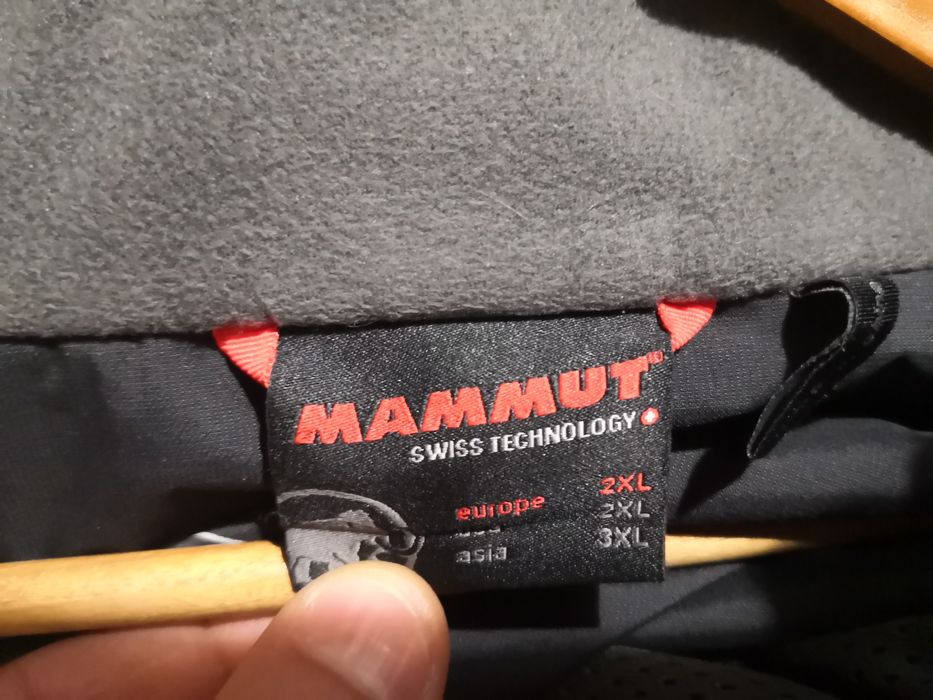 MAMMUT
SWISS TECHNOLOGY
europe 2XL
2XL
asia 3XL